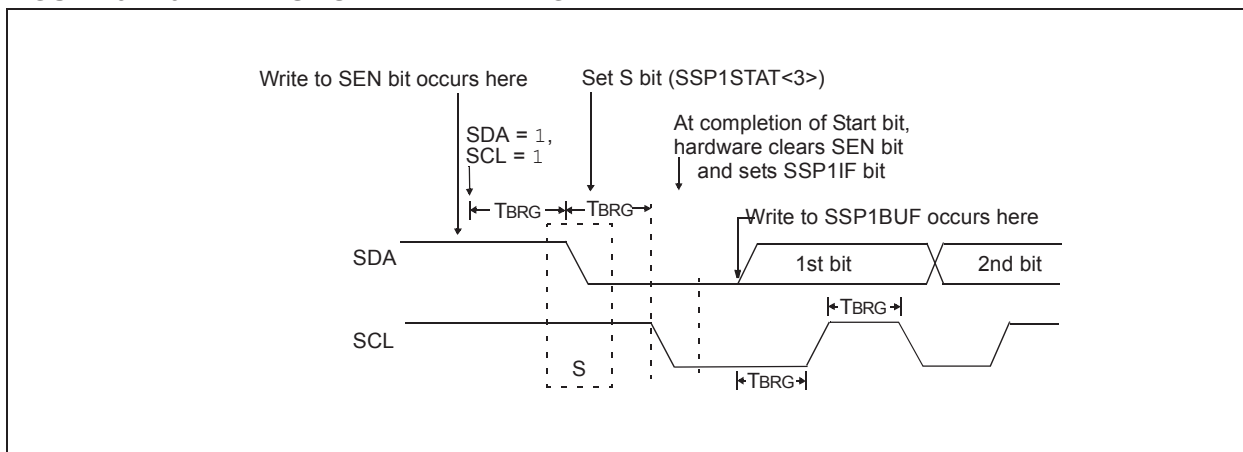 Write to SEN bit occurs here
Set S bit (SSP1STAT<3>)
SDA = 1,
SCL = 1
At completion of Start bit,
hardware clears SEN bit
and sets SSP1IF bit
TBRG
TBRG
Write to SSP1BUF occurs here
SDA
1st bit
2nd bit
TBRG
SCL
S
TBRG